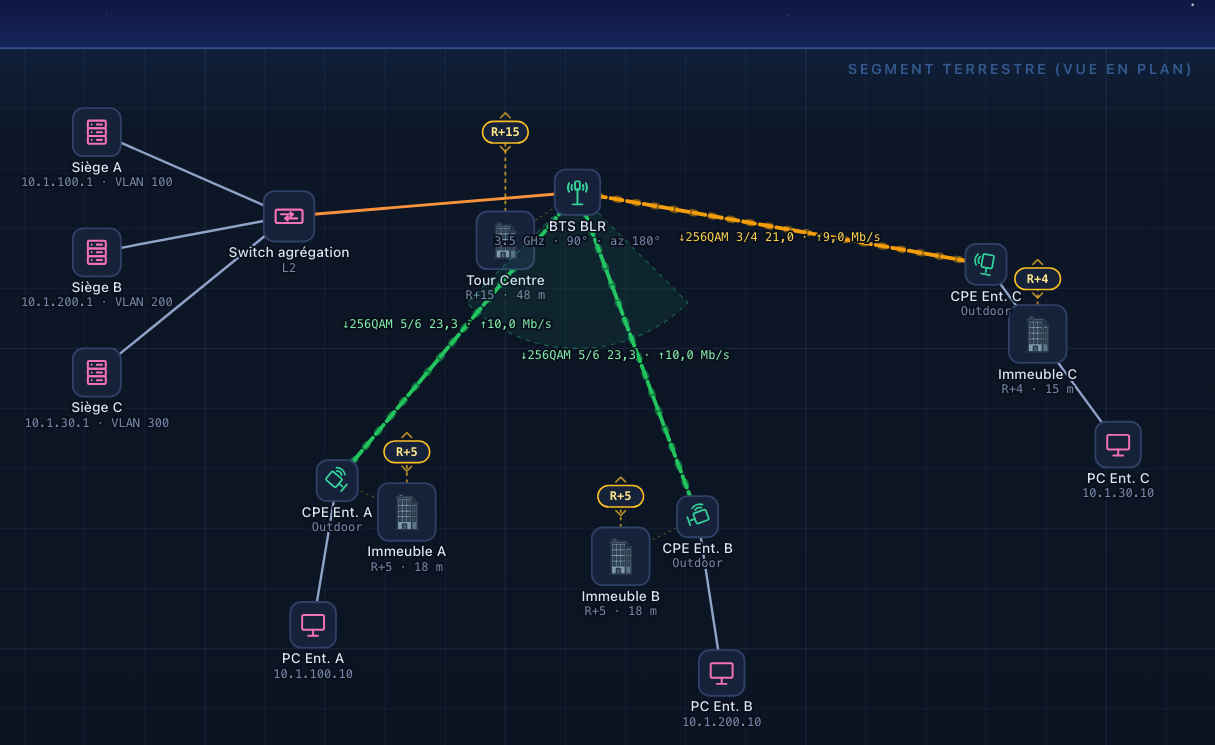 SEGMENT TERRESTRE (VUE EN PLAN)
R+15
Siège A
10.1.100.1 · VLAN 100
BTS BLR
3.5 GHz · 90° · az 180°
↓256QAM 3/4 21,0 · ↑9,0 Mb/s
Switch agrégation
L2
Siège B
10.1.200.1 · VLAN 200
Tour Centre
R+15 · 48 m
R+4
CPE Ent. C
Outdoor
↓256QAM 5/6 23,3 · ↑10,0 Mb/s
↓256QAM 5/6 23,3 · ↑10,0 Mb/s
Immeuble C
R+4 · 15 m
Siège C
10.1.30.1 · VLAN 300
R+5
PC Ent. C
10.1.30.10
R+5
CPE Ent. A
Outdoor
Immeuble A
R+5 · 18 m
CPE Ent. B
Outdoor
Immeuble B
R+5 · 18 m
PC Ent. A
10.1.100.10
PC Ent. B
10.1.200.10